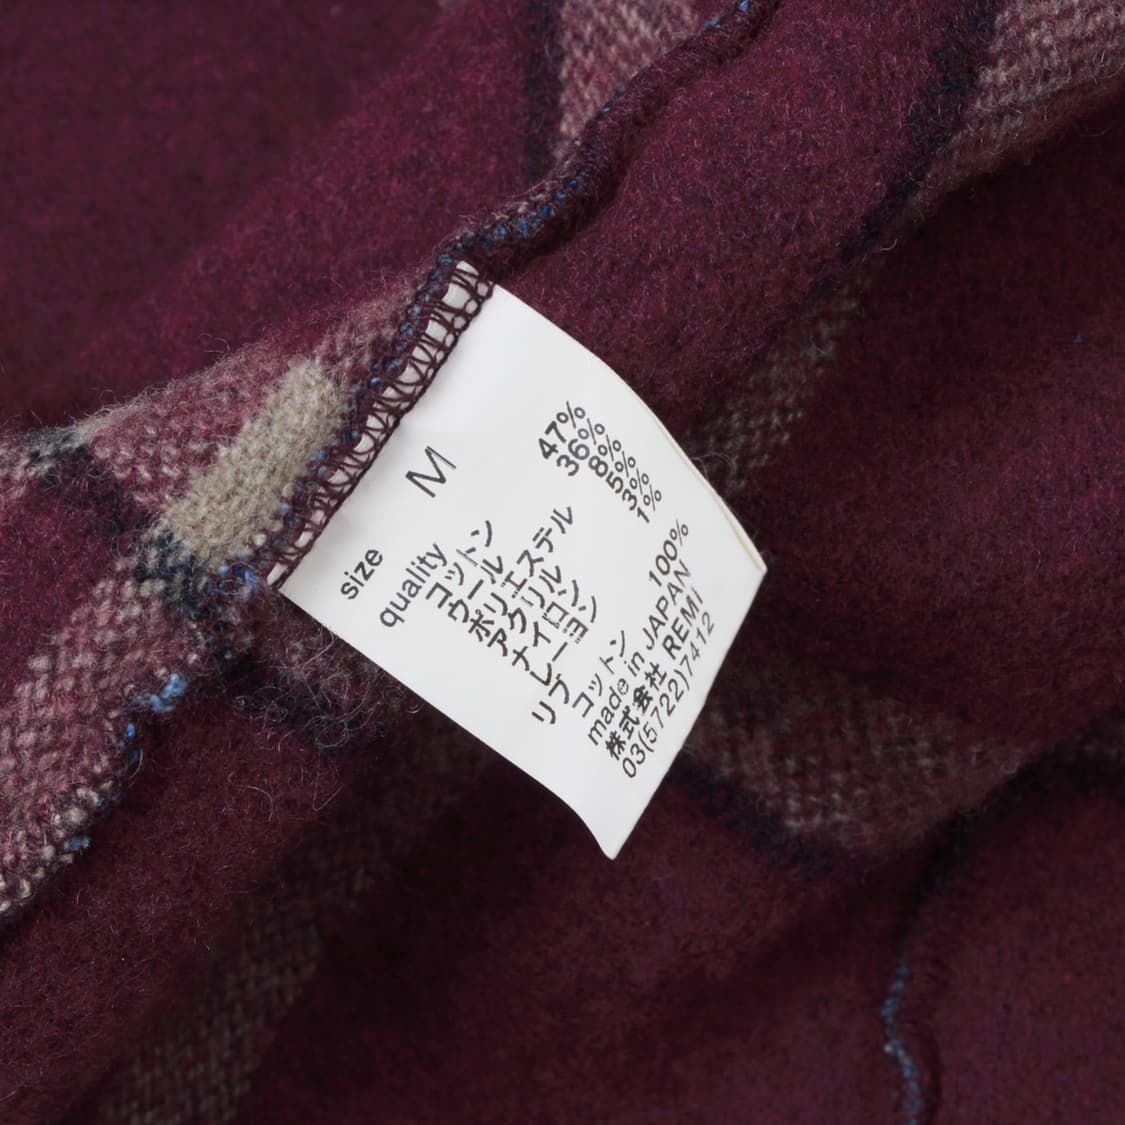 size M
quality
コットン 47%
ウール 36%
ポリエステル 8%
アクリル 5%
ナイロン 3%
レーヨン 1%
リブ
コットン 100%
made in JAPAN
株式会社 REMI
03(5722)7412